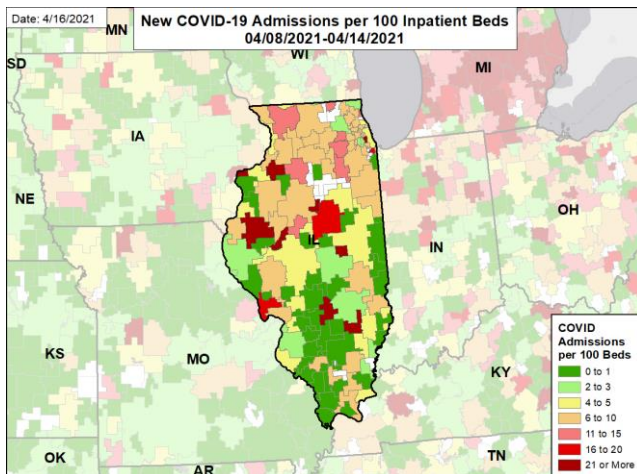 Date: 4/16/2021
New COVID-19 Admissions per 100 Inpatient Beds
04/08/2021-04/14/2021
MN
SD
WI
MI
IA
NE
OH
IL
IN
KS
MO
KY
OK
AR
TN
COVID
Admissions
per 100 Beds
0 to 1
2 to 3
4 to 5
6 to 10
11 to 15
16 to 20
21 or More